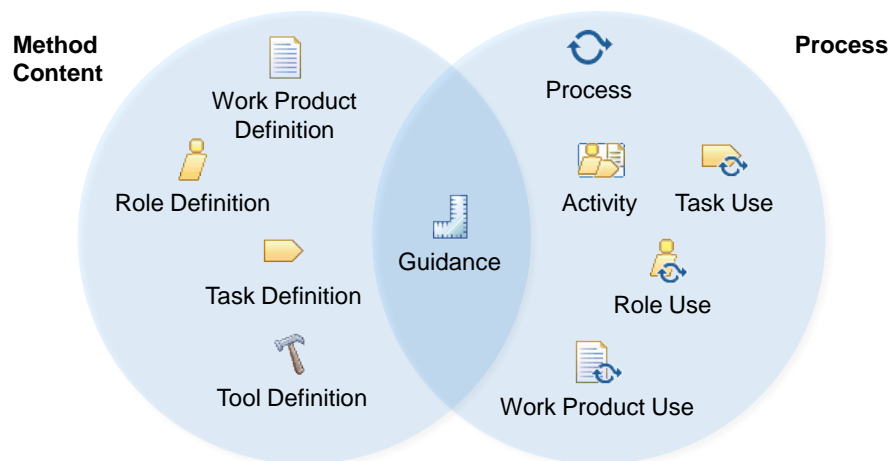 Method
Content
Process
Work Product
Definition
Process
Role Definition
Activity
Task Use
Guidance
Task Definition
Role Use
Tool Definition
Work Product Use